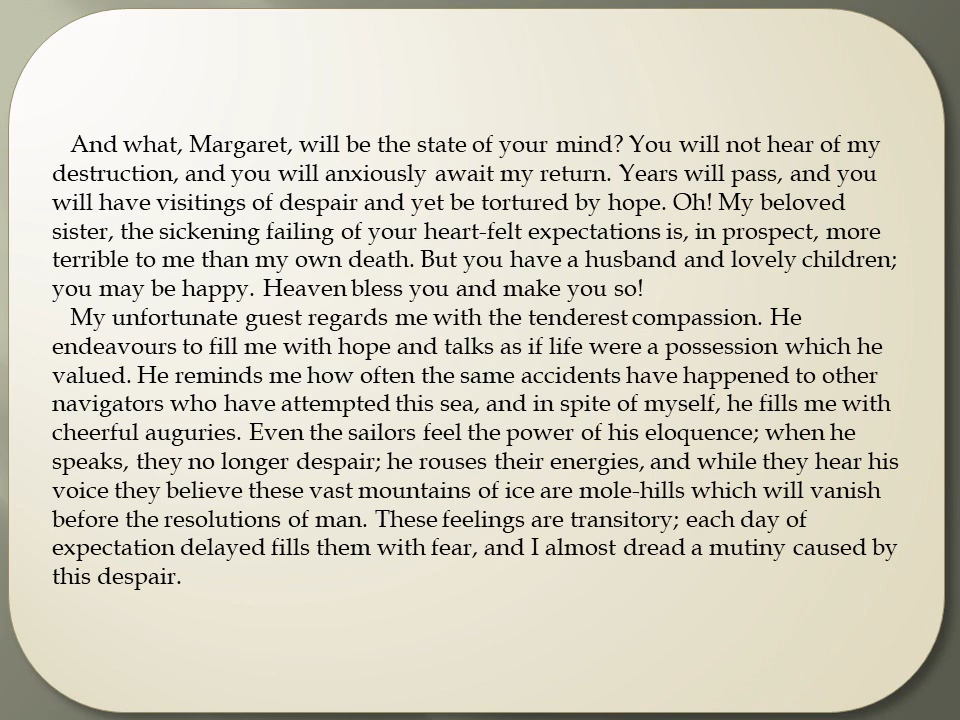 And what, Margaret, will be the state of your mind? You will not hear of my
destruction, and you will anxiously await my return. Years will pass, and you
will have visitings of despair and yet be tortured by hope. Oh! My beloved
sister, the sickening failing of your heart-felt expectations is, in prospect, more
terrible to me than my own death. But you have a husband and lovely children;
you may be happy. Heaven bless you and make you so!
My unfortunate guest regards me with the tenderest compassion. He
endeavours to fill me with hope and talks as if life were a possession which he
valued. He reminds me how often the same accidents have happened to other
navigators who have attempted this sea, and in spite of myself, he fills me with
cheerful auguries. Even the sailors feel the power of his eloquence; when he
speaks, they no longer despair; he rouses their energies, and while they hear his
voice they believe these vast mountains of ice are mole-hills which will vanish
before the resolutions of man. These feelings are transitory; each day of
expectation delayed fills them with fear, and I almost dread a mutiny caused by
this despair.